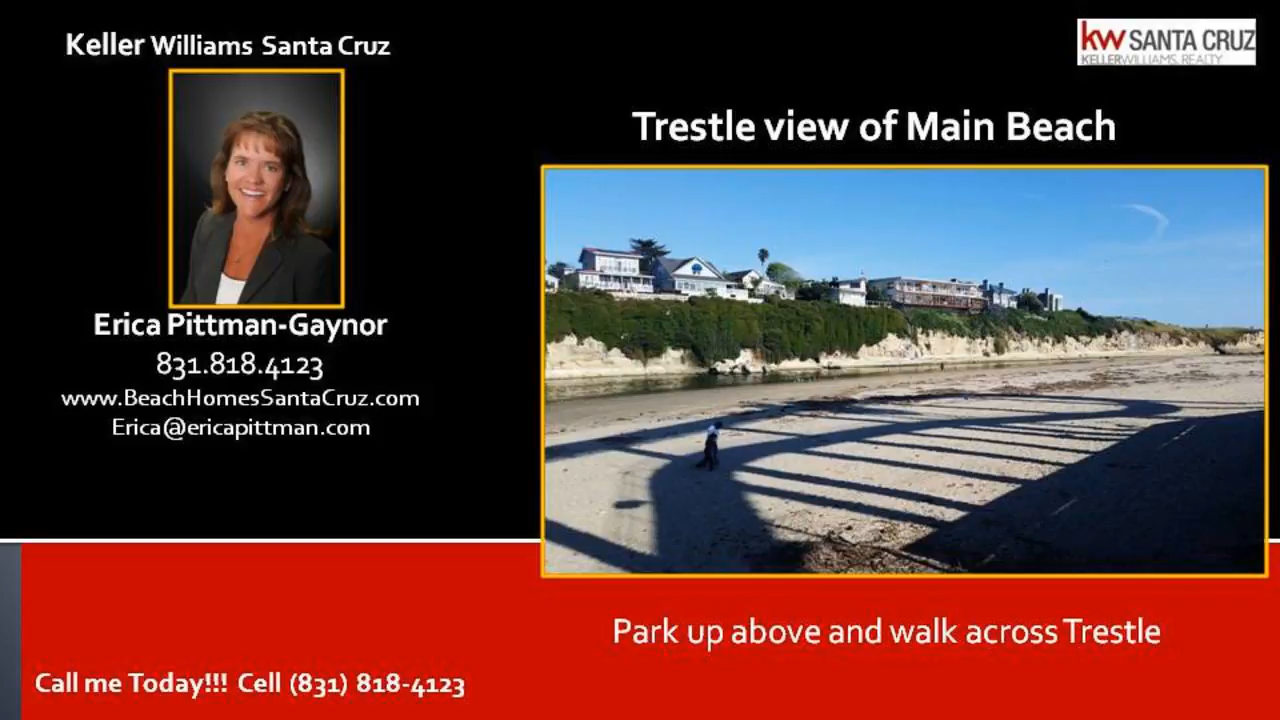 Keller Williams Santa Cruz
kw SANTA CRUZ
KELLERWILLIAMS. REALTY
Trestle view of Main Beach
Erica Pittman-Gaynor
831.818.4123
www.BeachHomesSantaCruz.com
Erica@ericapittman.com
Park up above and walk across Trestle
Call me Today!!! Cell (831) 818-4123